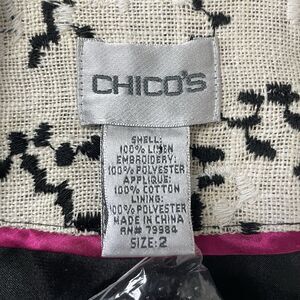 CHICO'S
SHELL:
100% LINEN
EMBROIDERY:
100% POLYESTER
APPLIQUE:
100% COTTON
LINING:
100% POLYESTER
MADE IN CHINA
RN# 79984
SIZE: 2